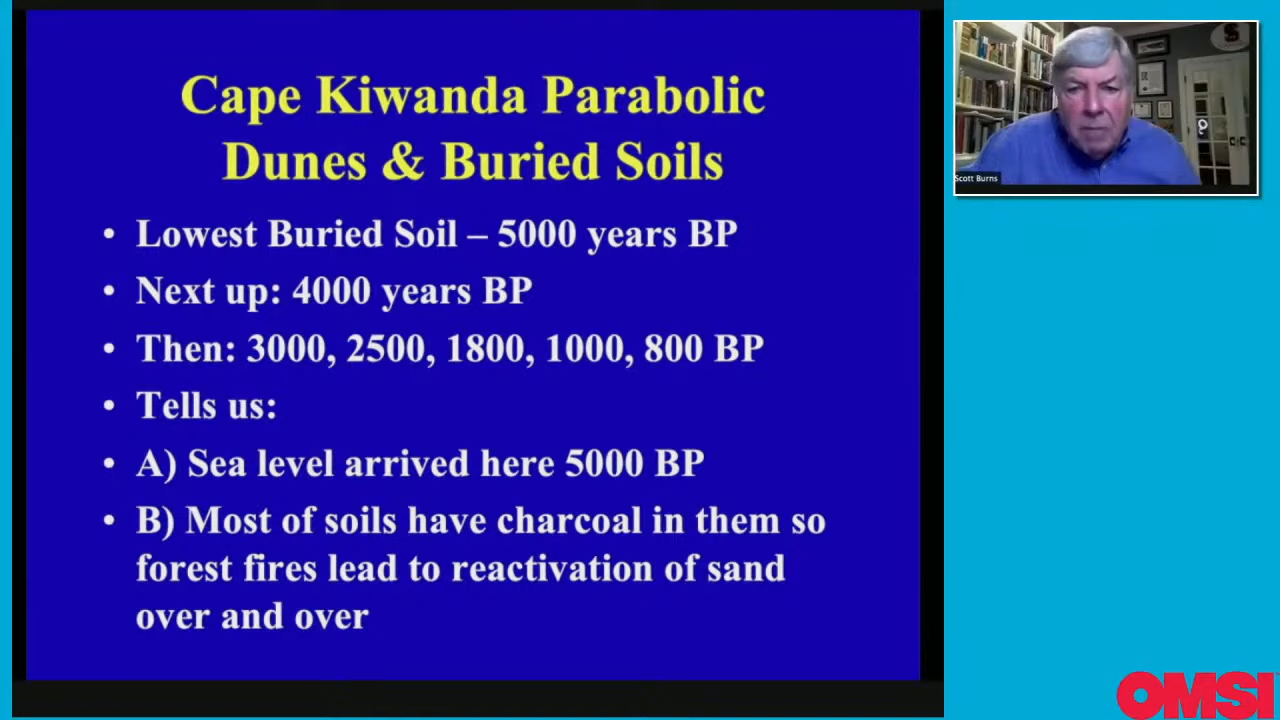 Cape Kiwanda Parabolic
Dunes & Buried Soils
• Lowest Buried Soil – 5000 years BP
• Next up: 4000 years BP
• Then: 3000, 2500, 1800, 1000, 800 BP
• Tells us:
• A) Sea level arrived here 5000 BP
• B) Most of soils have charcoal in them so
forest fires lead to reactivation of sand
over and over
Scott Burns
OMSI